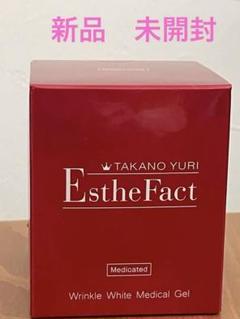 新品　未開封
TAKANO YURI
EstheFact
Medicated
Wrinkle White Medical Gel